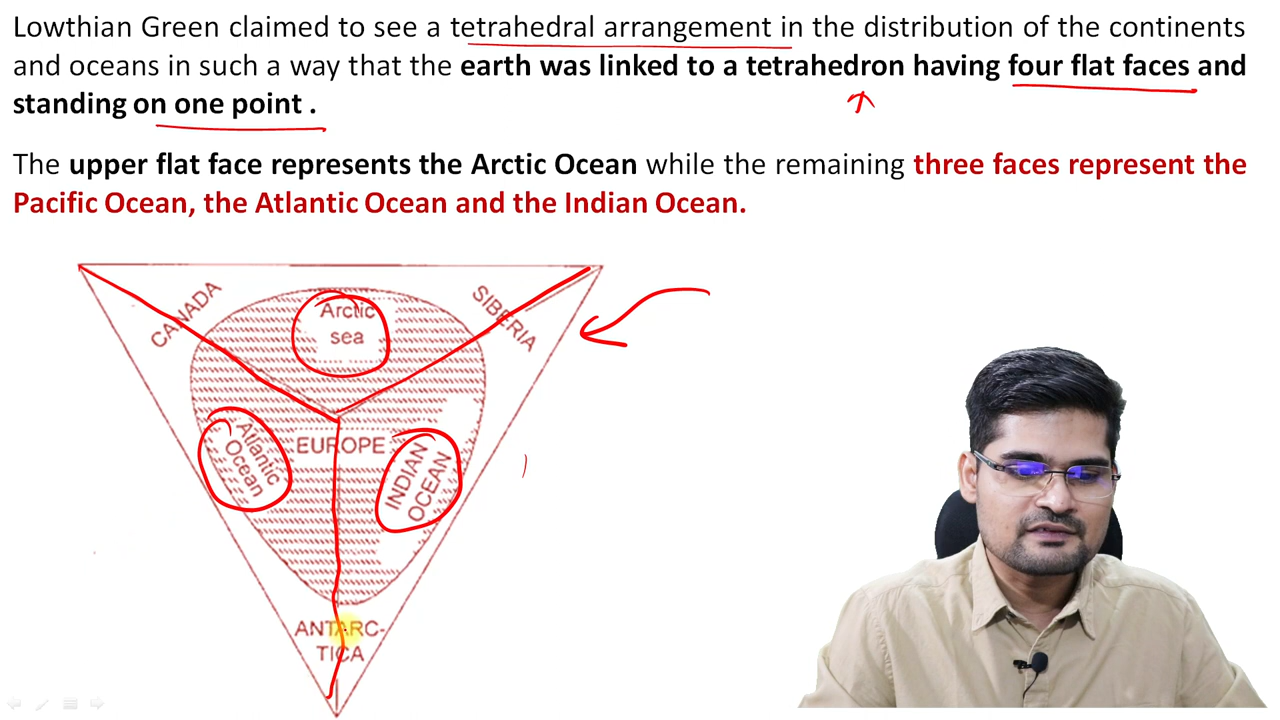 Lowthian Green claimed to see a tetrahedral arrangement in the distribution of the continents
and oceans in such a way that the earth was linked to a tetrahedron having four flat faces and
standing on one point .
The upper flat face represents the Arctic Ocean while the remaining three faces represent the
Pacific Ocean, the Atlantic Ocean and the Indian Ocean.
CANADA
Arctic
sea
SIBERIA
Atlantic
Ocean
EUROPE
INDIAN
OCEAN
ANTARC-
TICA